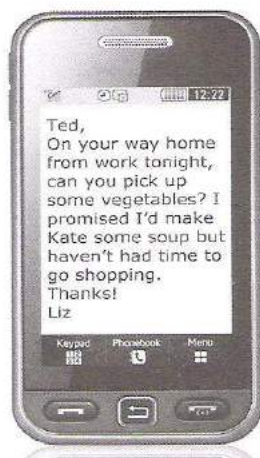 12:22
Ted,
On your way home
from work tonight,
can you pick up
some vegetables? I
promised I'd make
Kate some soup but
haven't had time to
go shopping.
Thanks!
Liz
Keypad Phonebook Menu